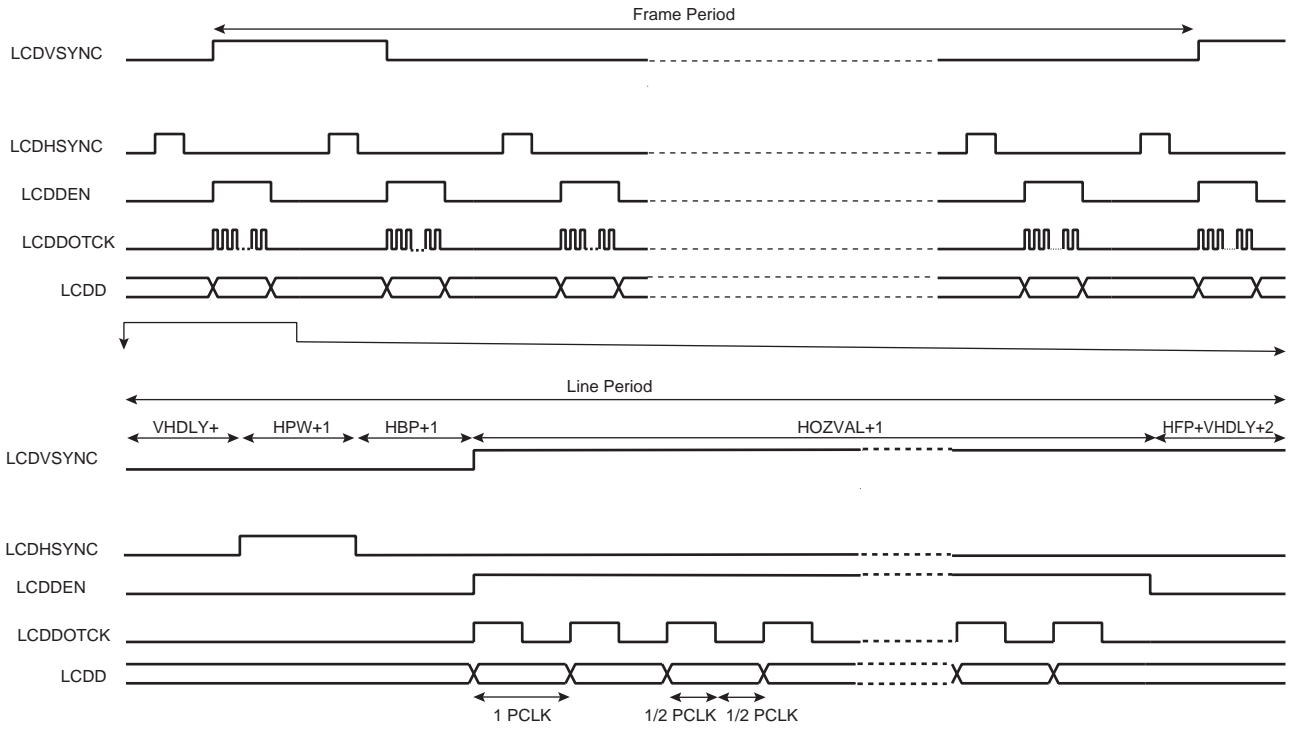 Frame Period
LCDVSYNC
LCDHSYNC
LCDDEN
LCDDOTCK
LCDD
Line Period
VHDLY+ HPW+1 HBP+1 HOZVAL+1 HFP+VHDLY+2
LCDVSYNC
LCDHSYNC
LCDDEN
LCDDOTCK
LCDD
1 PCLK 1/2 PCLK 1/2 PCLK